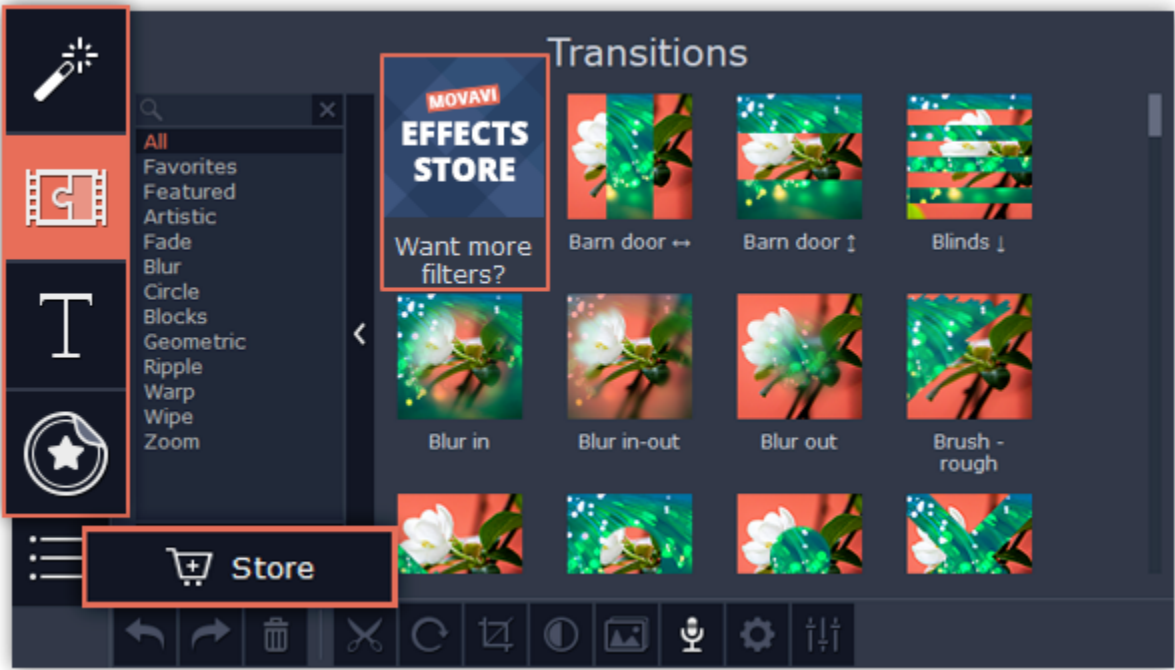 Transitions
MOVAVI
EFFECTS
STORE
Want more
filters?
All
Favorites
Featured
Artistic
Fade
Blur
Circle
Blocks
Geometric
Ripple
Warp
Wipe
Zoom
Barn door ↔
Barn door ↕
Blinds ↓
Blur in
Blur in-out
Blur out
Brush -
rough
T
Store